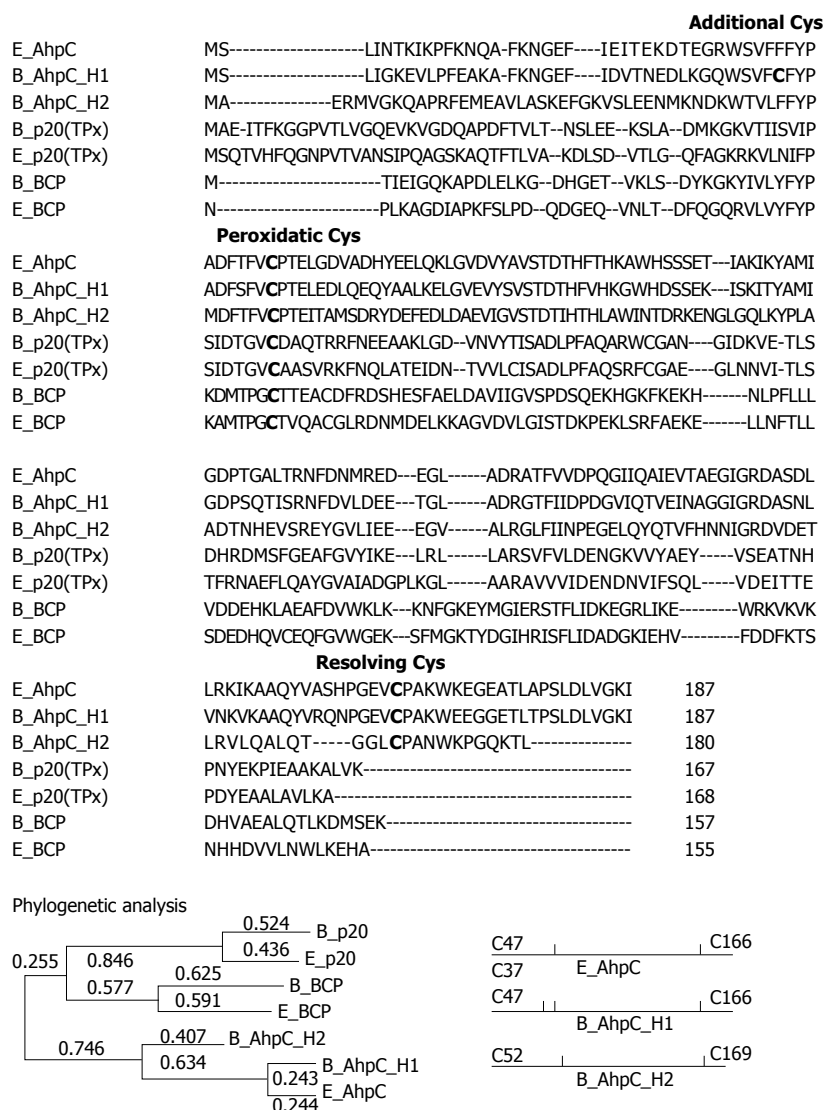 Additional Cys
E_AhpC MS--------------------LINTKIKPFKNQA-FKNGEF----IEITEKDTEGRWSVFFFYP
B_AhpC_H1 MS--------------------LIGKEVLPFEAKA-FKNGEF----IDVTNEDLKGQWSVFCFYP
B_AhpC_H2 MA---------------ERMVGKQAPRFEMEAVLASKEFGKVSLEENMKNDKWTVLFFYP
B_p20(TPx) MAE-ITFKGGPVTLVGQEVKVGDQAPDFTVLT--NSLEE--KSLA--DMKGKVTIISVIP
E_p20(TPx) MSQTVHFQGNPVTVANSIPQAGSKAQTFTLVA--KDLSD--VTLG--QFAGKRKVLNIFP
B_BCP M-----------------------TIEIGQKAPDLELKG--DHGET--VKLS--DYKGKYIVLYFYP
E_BCP N-----------------------PLKAGDIAPKFSLPD--QDGEQ--VNLT--DFQGQRVLVYFYP
Peroxidatic Cys
E_AhpC ADFTFVCPTELGDVADHYEELQKLGVDVYAVSTDTHFTHKAWHSSSET---IAKIKYAMI
B_AhpC_H1 ADFSFVCPTELEDLQEQYAALKELGVEVYSVSTDTHFVHKGWHDSSEK---ISKITYAMI
B_AhpC_H2 MDFTFVCPTEITAMSDRYDEFEDLDAEVIGVSTDTIHTHLAWINTDRKENGLGQLKYPLA
B_p20(TPx) SIDTGVCDAQTRRFNEEAAKLGD--VNVYTISADLPFAQARWCGAN----GIDKVE-TLS
E_p20(TPx) SIDTGVCAASVRKFNQLATEIDN--TVVLCISADLPFAQSRFCGAE----GLNNVI-TLS
B_BCP KDMTPGCTTEACDFRDSHESFAELDAVIIGVSPDSQEKHGKFKEKH-------NLPFLLL
E_BCP KAMTPGCTVQACGLRDNMDELKKAGVDVLGISTDKPEKLSRFAEKE-------LLNFTLL
E_AhpC GDPTGALTRNFDNMRED---EGL------ADRATFVVDPQGIIQAIEVTAEGIGRDASDL
B_AhpC_H1 GDPSQTISRNFDVLDEE---TGL------ADRGTFIIDPDGVIQTVEINAGGIGRDASNL
B_AhpC_H2 ADTNHEVSREYGVLIEE---EGV------ALRGLFIINPEGELQYQTVFHNNIGRDVDET
B_p20(TPx) DHRDMSFGEAFGVYIKE---LRL------LARSVFVLDENGKVVYAEY-----VSEATNH
E_p20(TPx) TFRNAEFLQAYGVAIADGPLKGL------AARAVVVIDENDNVIFSQL-----VDEITTE
B_BCP VDDEHKLAEAFDVWKLK---KNFGKEYMGIERSTFLIDKEGRLIKE---------WRKVKVK
E_BCP SDEDHQVCEQFGVWGEK---SFMGKTYDGIHRISFLIDADGKIEHV---------FDDFKTS
Resolving Cys
E_AhpC LRKIKAAQYVASHPGEVCPAKWKEGEATLAPSLDLVGKI 187
B_AhpC_H1 VNKVKAAQYVRQNPGEVCPAKWEEGGETLTPSLDLVGKI 187
B_AhpC_H2 LRVLQALQT-----GGLCPANWKPGQKTL--------------- 180
B_p20(TPx) PNYEKPIEAAKALVK---------------------------------------- 167
E_p20(TPx) PDYEAALAVLKA-------------------------------------------- 168
B_BCP DHVAEALQTLKDMSEK------------------------------------- 157
E_BCP NHHDVVLNWLKEHA--------------------------------------- 155
Phylogenetic analysis
0.524 B_p20
0.436 E_p20
0.255 0.846
0.625 B_BCP
0.577
0.591 E_BCP
0.407 B_AhpC_H2
0.746
0.634
B_AhpC_H1
0.243
E_AhpC
0.244
C47 C166
E_AhpC
C37
C47 C166
B_AhpC_H1
C52 C169
B_AhpC_H2